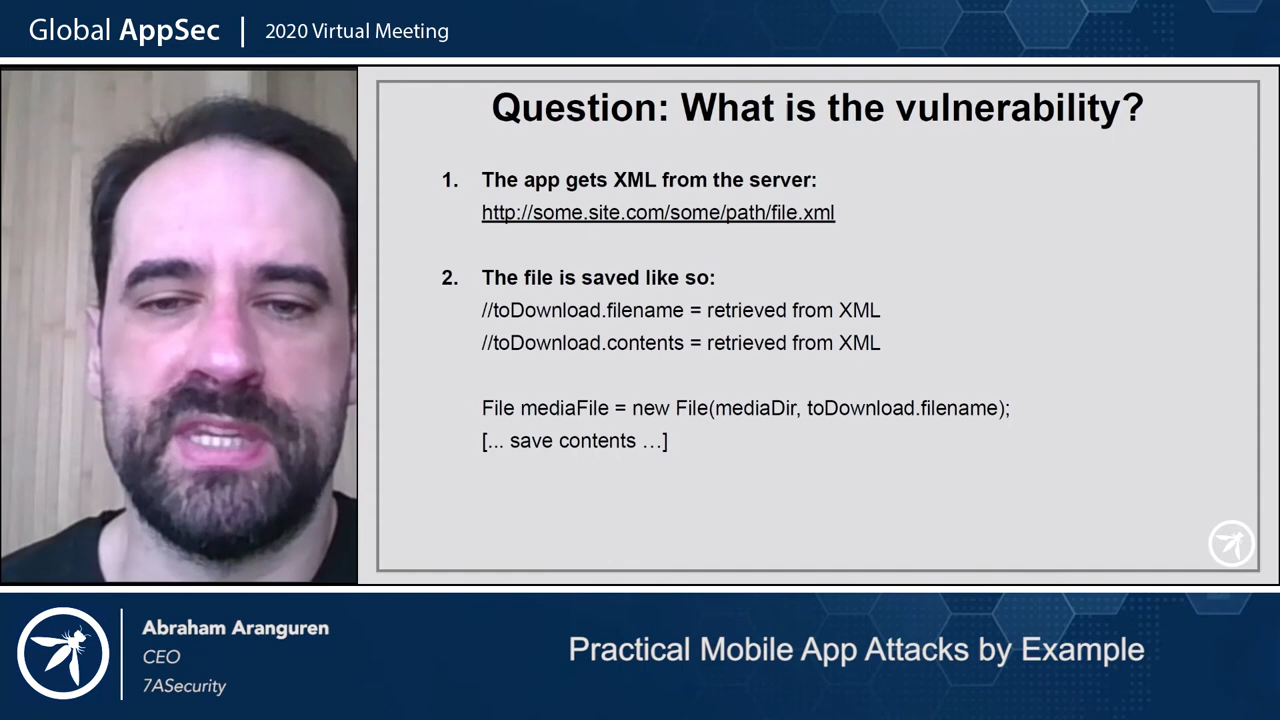 Global AppSec | 2020 Virtual Meeting
Question: What is the vulnerability?
1. The app gets XML from the server:
http://some.site.com/some/path/file.xml
2. The file is saved like so:
//toDownload.filename = retrieved from XML
//toDownload.contents = retrieved from XML
File mediaFile = new File(mediaDir, toDownload.filename);
[... save contents …]
Abraham Aranguren
CEO
7ASecurity
Practical Mobile App Attacks by Example